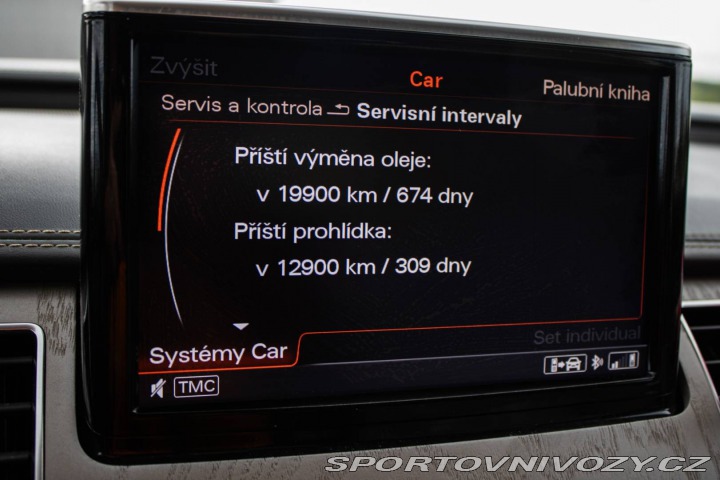 Zvýšit
Car
Palubní kniha
Servis a kontrola Servisní intervaly
Příští výměna oleje:
v 19900 km / 674 dny
Příští prohlídka:
v 12900 km / 309 dny
Set individual
Systémy Car
TMC
SPORTOVNIVOZY.CZ